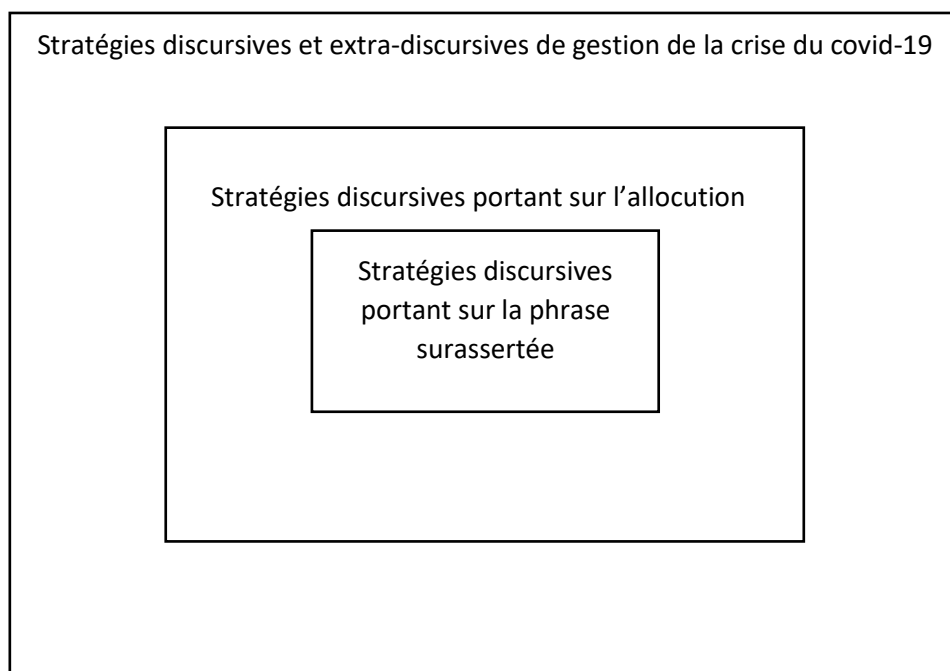 Stratégies discursives et extra-discursives de gestion de la crise du covid-19
Stratégies discursives portant sur l’allocution
Stratégies discursives
portant sur la phrase
surassertée